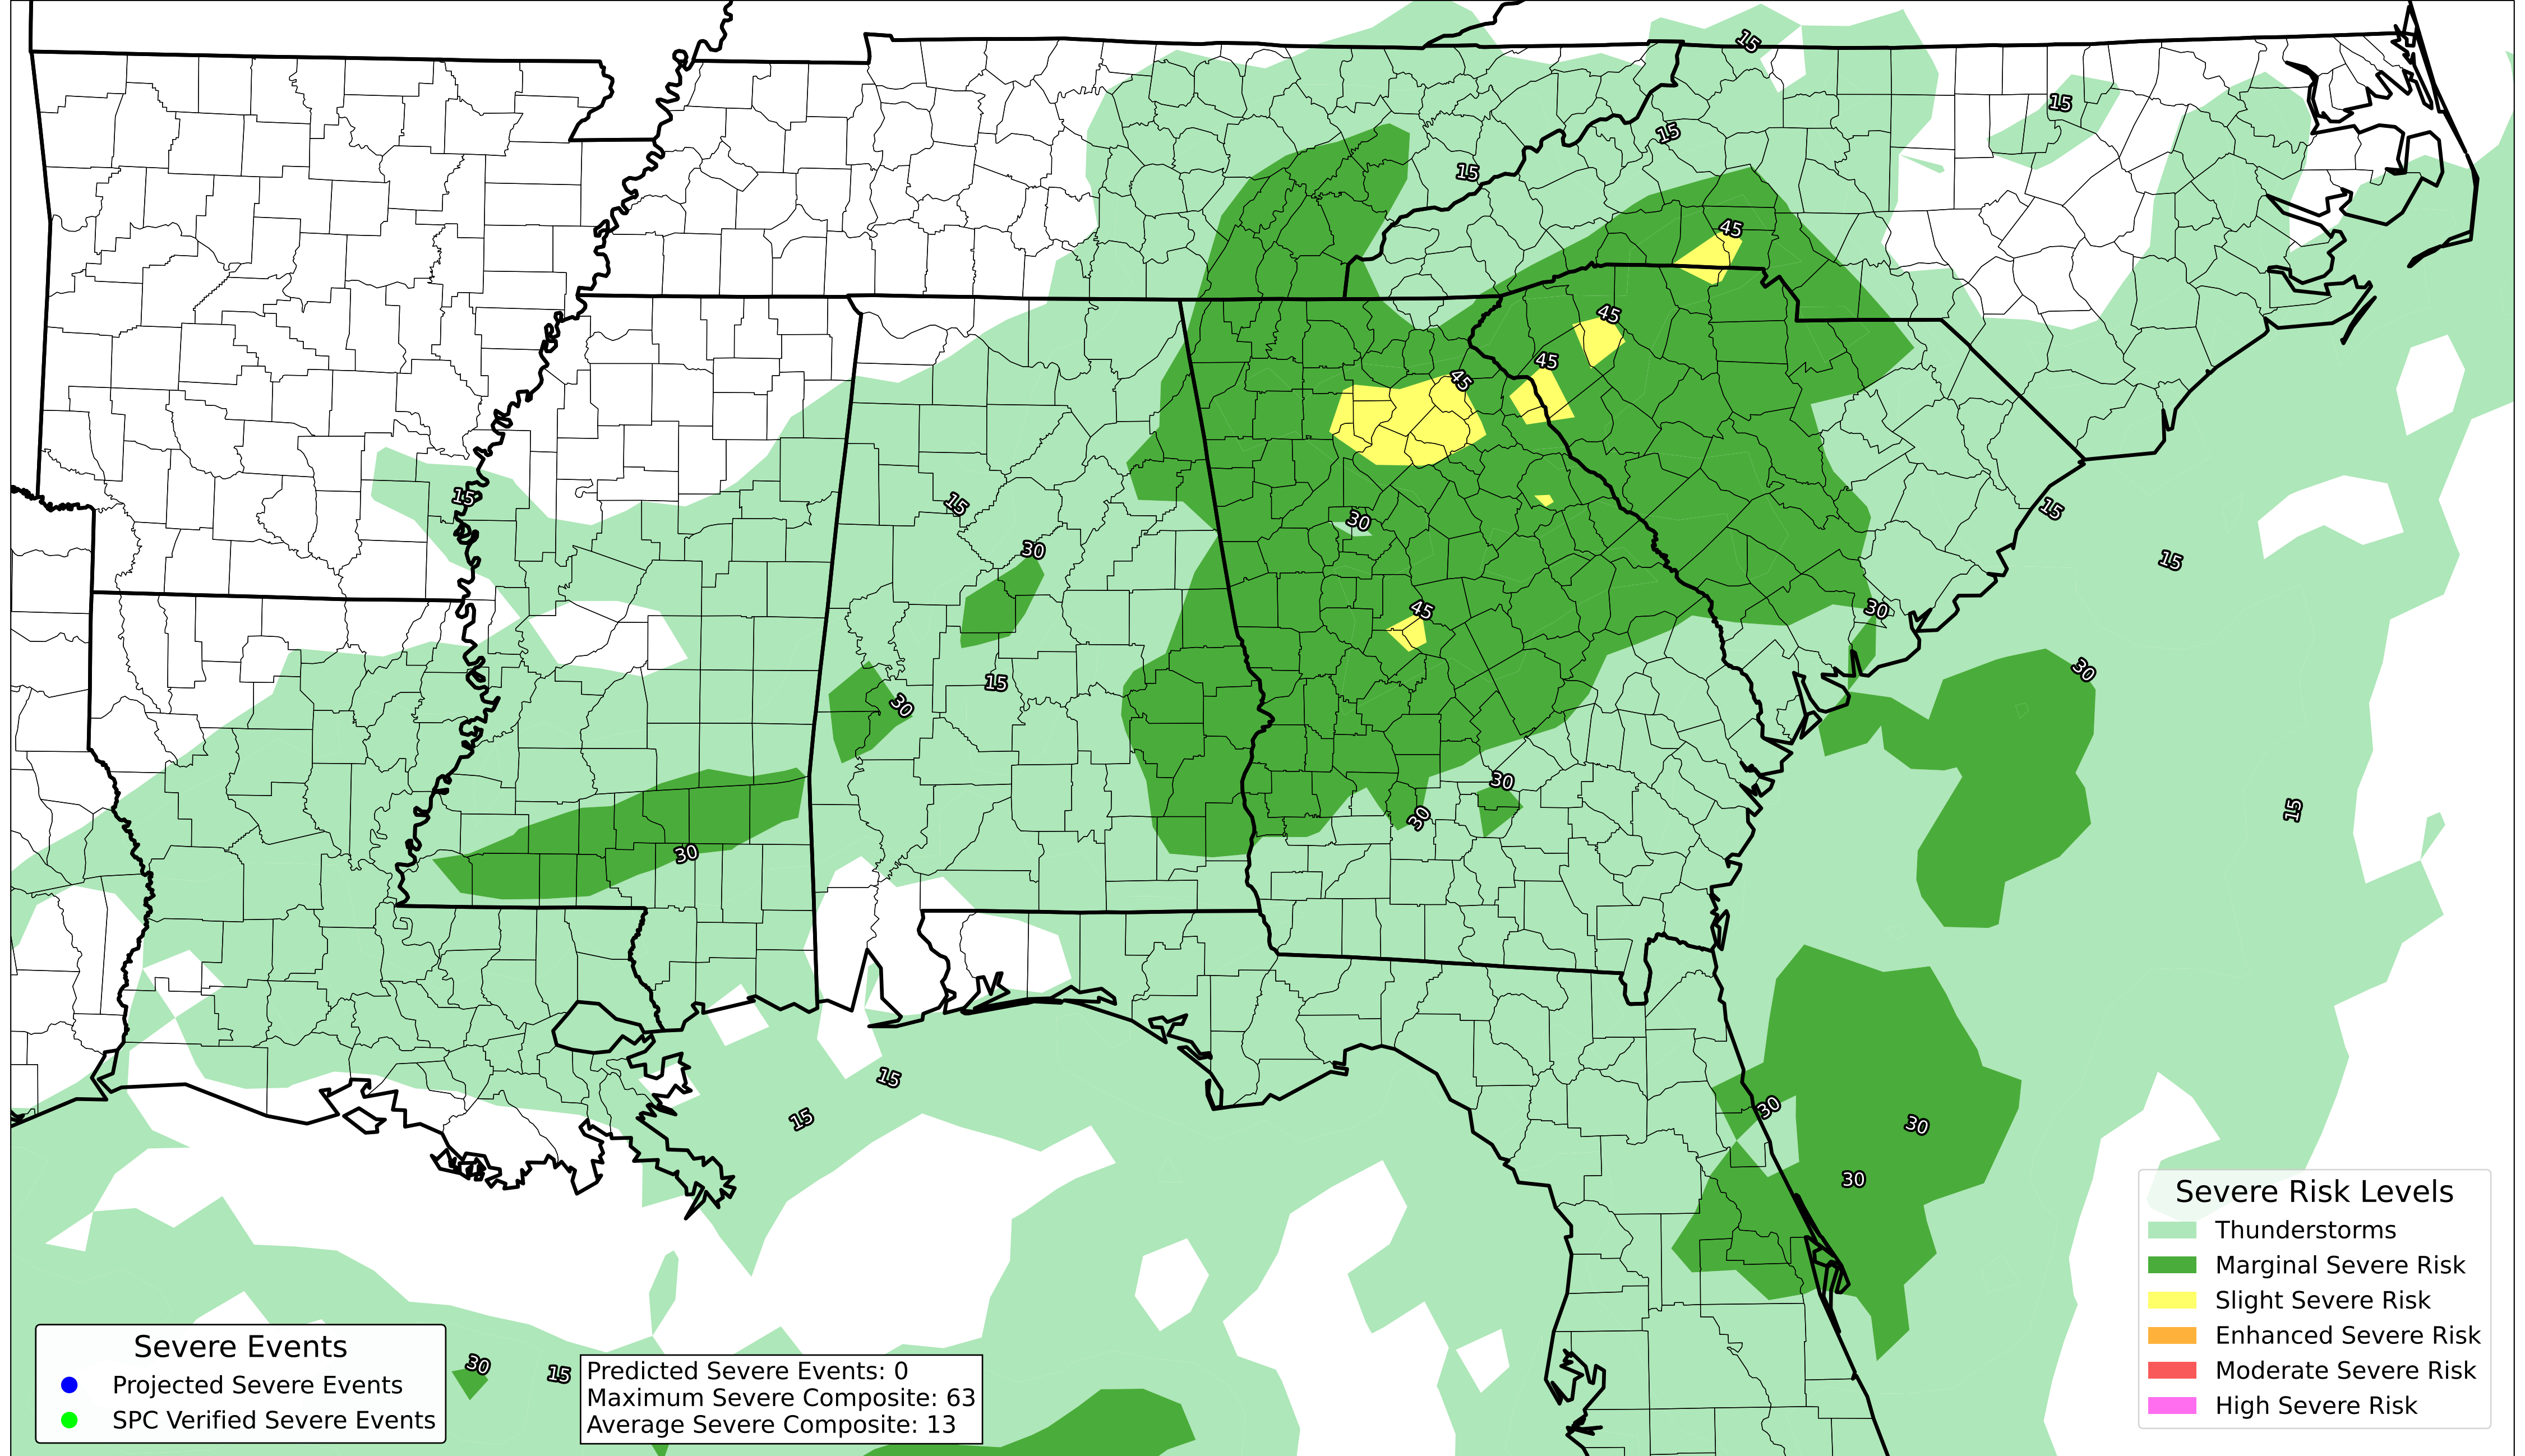 15
15
15
15
45
45
45
45
15
15
15
30
30
15
45
30
30
15
30
30
30
15
30
15
15
30
30
30
30
15
Severe Events
Projected Severe Events
SPC Verified Severe Events
Predicted Severe Events: 0
Maximum Severe Composite: 63
Average Severe Composite: 13
Severe Risk Levels
Thunderstorms
Marginal Severe Risk
Slight Severe Risk
Enhanced Severe Risk
Moderate Severe Risk
High Severe Risk